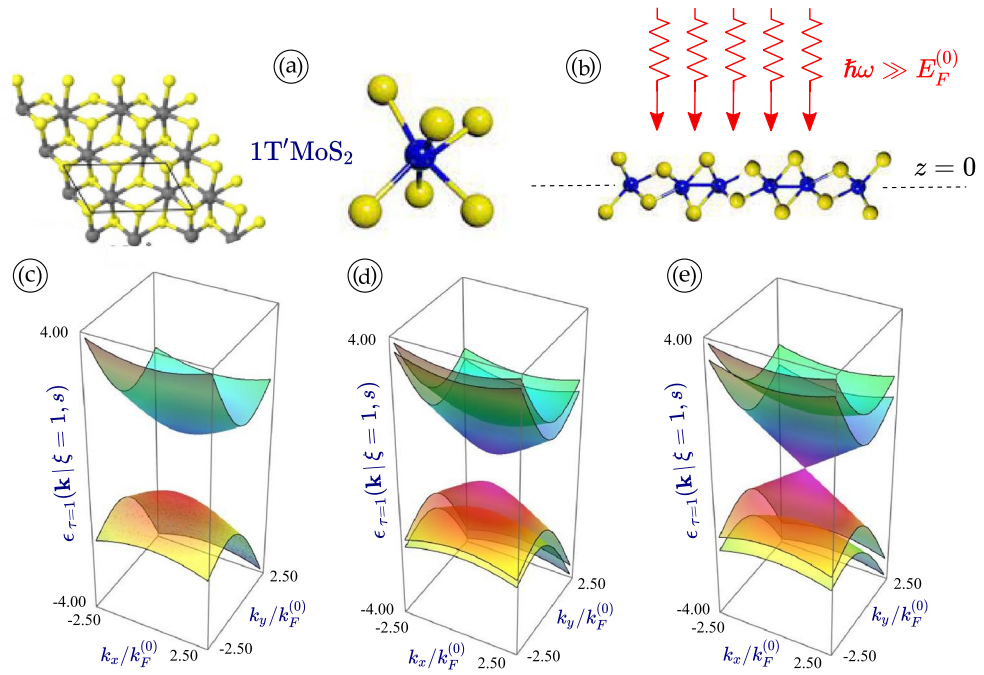 (a)
1T′MoS₂
(b)
ħω ≫ E_F^(0)
z = 0
(c)
4.00
-4.00
ϵ_τ=1(k | ξ = 1, s)
-2.50
k_x/k_F^(0)
2.50
-2.50
k_y/k_F^(0)
2.50
(d)
4.00
-4.00
ϵ_τ=1(k | ξ = 1, s)
-2.50
k_x/k_F^(0)
2.50
-2.50
k_y/k_F^(0)
2.50
(e)
4.00
-4.00
ϵ_τ=1(k | ξ = 1, s)
-2.50
k_x/k_F^(0)
2.50
-2.50
k_y/k_F^(0)
2.50